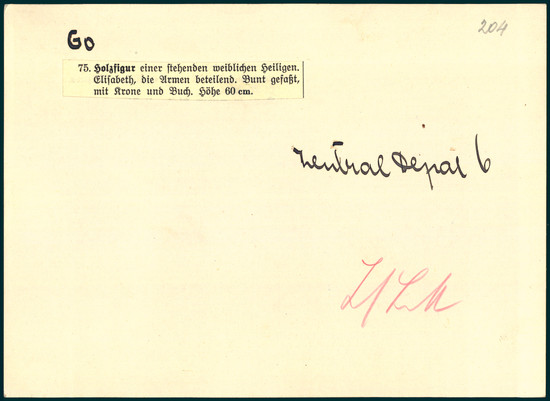 204
Go
75. Holzfigur einer stehenden weiblichen Heiligen.
Elisabeth, die Armen beteilend. Bunt gefaßt,
mit Krone und Buch. Höhe 60 cm.
Zentral Depot 6